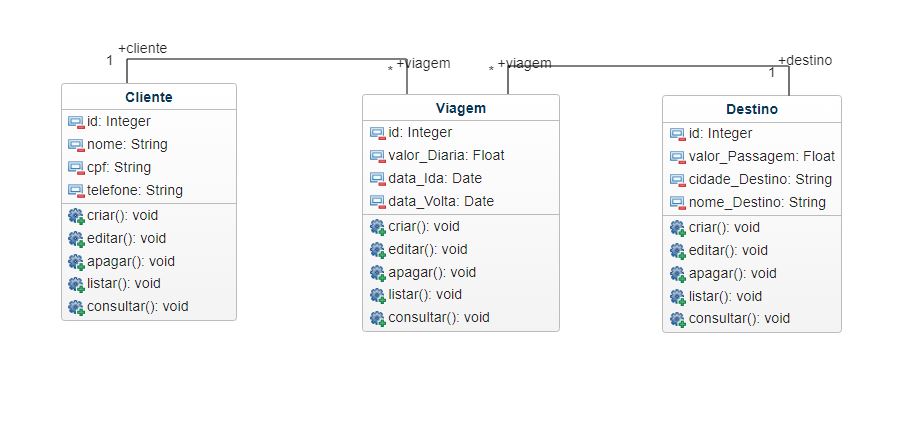 +cliente
1
* +viagem
* +viagem
+destino
1
Cliente
id: Integer
nome: String
cpf: String
telefone: String
criar(): void
editar(): void
apagar(): void
listar(): void
consultar(): void
Viagem
id: Integer
valor_Diaria: Float
data_Ida: Date
data_Volta: Date
criar(): void
editar(): void
apagar(): void
listar(): void
consultar(): void
Destino
id: Integer
valor_Passagem: Float
cidade_Destino: String
nome_Destino: String
criar(): void
editar(): void
apagar(): void
listar(): void
consultar(): void